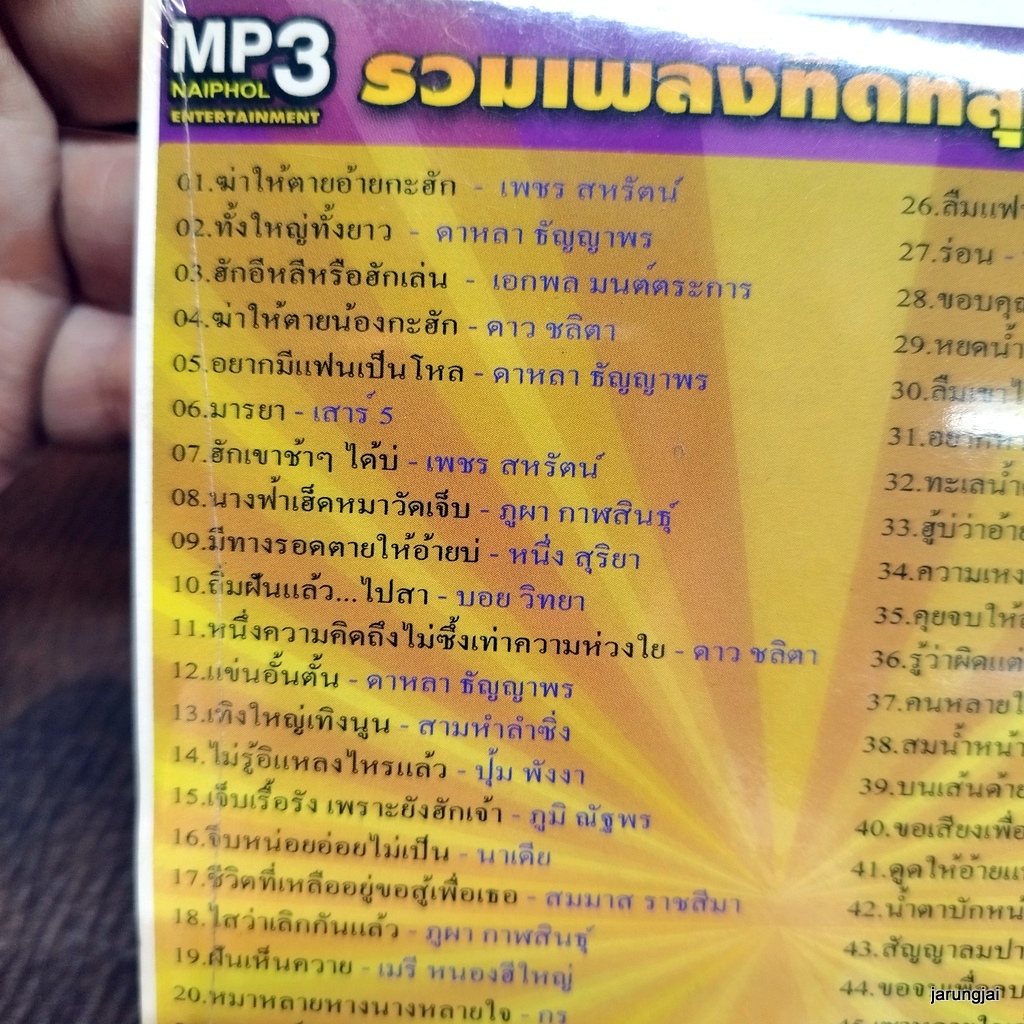 MP3
NAIPHOL
ENTERTAINMENT
รวมเพลงทดท
01.ฆ่าให้ตายอ้ายกะฮัก - เพชร สหรัตน์
02.ทั้งใหญ่ทั้งยาว - ดาหลา ธัญญาพร
03.ฮักอีหลีหรือฮักเล่น - เอกพล มนต์ตระการ
04.ฆ่าให้ตายน้องกะฮัก - ดาว ชลิตา
05.อยากมีแฟนเป็นโหล - ดาหลา ธัญญาพร
06.มารยา - เสาร์ 5
07.ฮักเขาซ้าๆ ได้บ่ - เพชร สหรัตน์
08.นางฟ้าเฮ็ดหมาวัดเจ็บ - ภูผา กาฬสินธุ์
09.มีทางรอดตายให้อ้ายบ่ - หนึ่ง สุริยา
10.ถิ่มฝันแล้ว...ไปสา - บอย วิทยา
11.หนึ่งความคิดถึงไม่ซึ้งเท่าความห่วงใย - ดาว ชลิตา
12.แข่นอั้นตั้น - ดาหลา ธัญญาพร
13.เทิงใหญ่เทิงนูน - สามหำลำซิ่ง
14.ไม่รู้อิแหลงไหรแล้ว - ปุ้ม พังงา
15.เจ็บเรื้อรัง เพราะยังฮักเจ้า - ภูมิ ณัฐพร
16.จีบหน่อยอ่อยไม่เป็น - นาเดีย
17.ชีวิตที่เหลืออยู่ขอสู้เพื่อเธอ - สมมาส ราชสีมา
18.ไสว่าเลิกกันแล้ว - ภูผา กาฬสินธุ์
19.ฝันเห็นควาย - เมรี หนองฮีใหญ่
20.หมาหลายหางนางหลายใจ - กร
26.ลืมแฟ
27.ร่อน -
28.ขอบคุ
29.หยดน้ำ
30.ลืมเขาไ
31.
32.ทะเลน้ำ
33.ฮู้บ่ว่าอ้าย
34.ความเหง
35.คุยจบให้
36.รู้ว่าผิดแต่
37.คนหลายใ
38.สมน้ำหน้า
39.บนเส้นด้าย
40.ขอเสียงเพื่อ
41.ดูดให้อ้ายแ
42.น้ำตาบักหน
43.สัญญาลมปา
44.
jarungjai